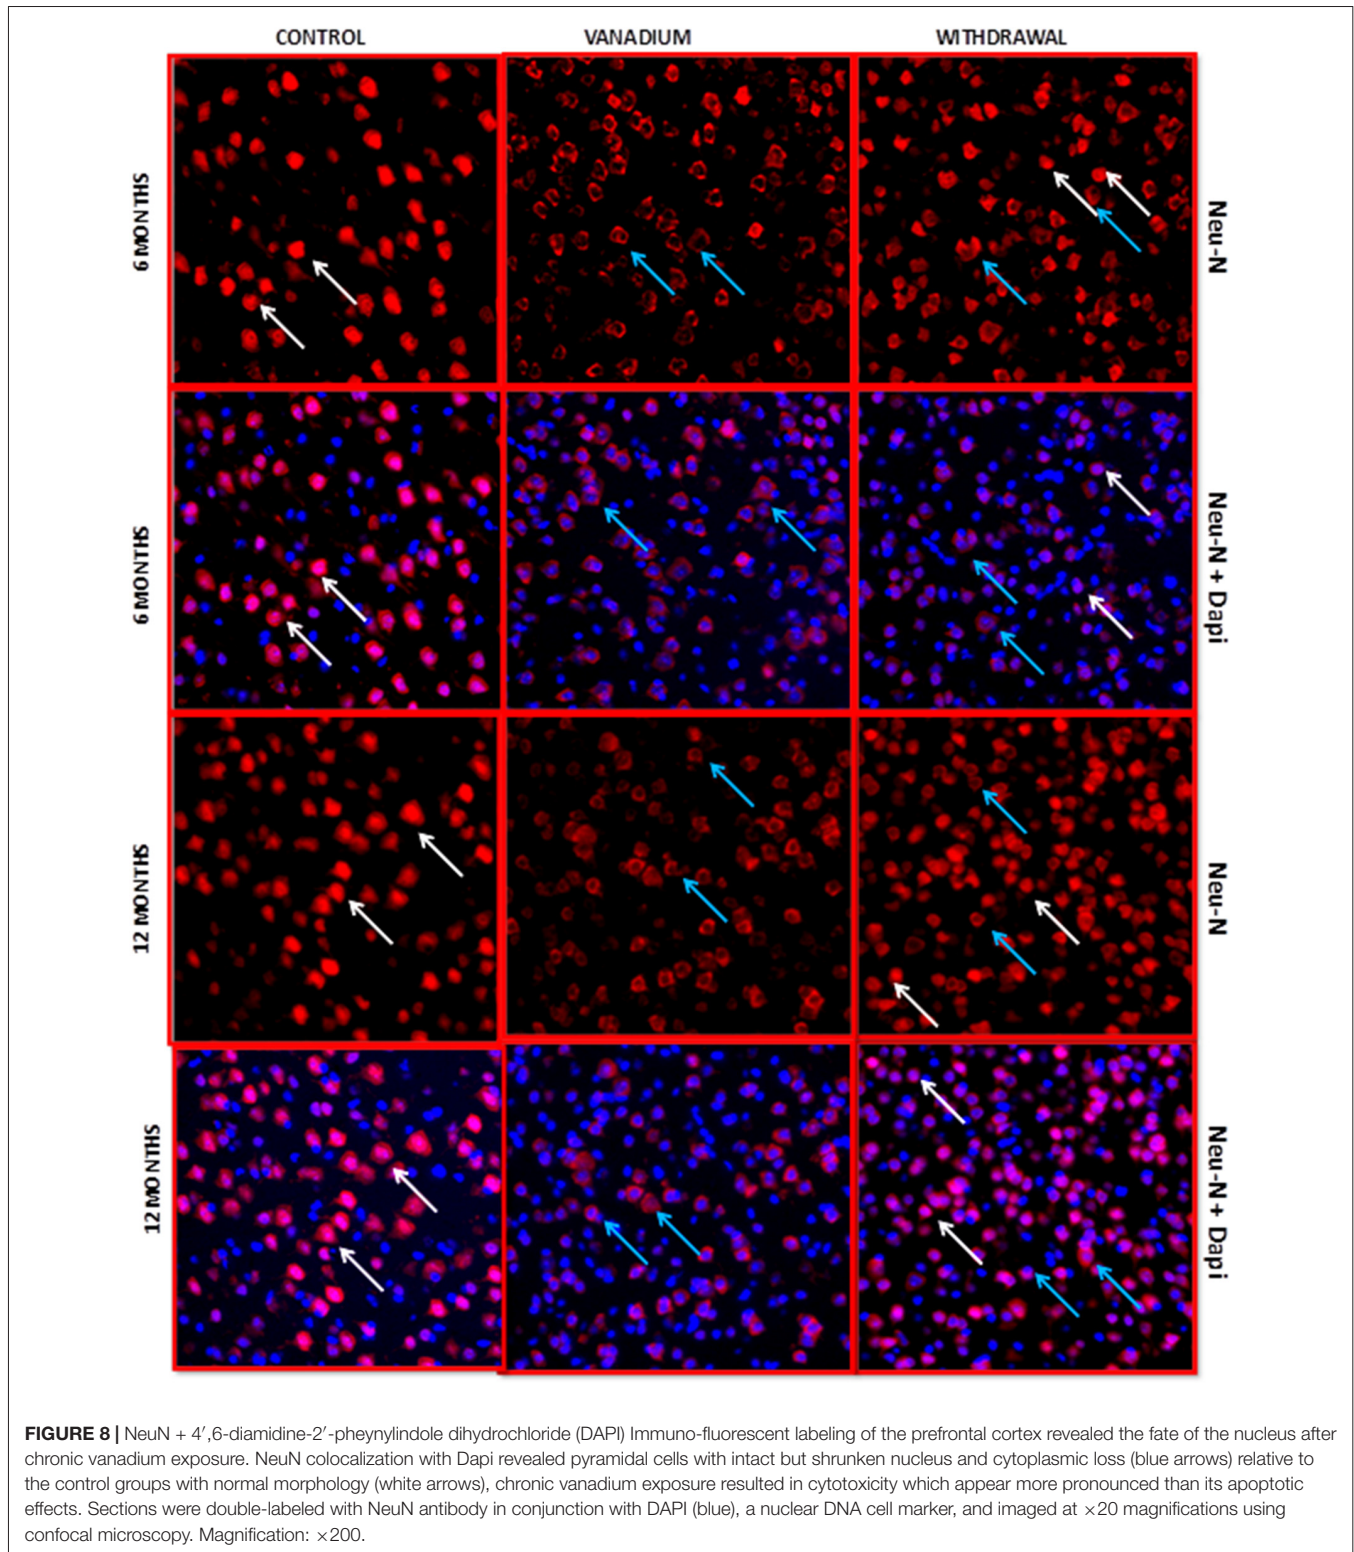 CONTROL VANADIUM WITHDRAWAL
6 MONTHS
Neu-N
6 MONTHS
Neu-N + Dapi
12 MONTHS
Neu-N
12 MONTHS
Neu-N + Dapi
FIGURE 8 | NeuN + 4′,6-diamidine-2′-pheynylindole dihydrochloride (DAPI) Immuno-fluorescent labeling of the prefrontal cortex revealed the fate of the nucleus after
chronic vanadium exposure. NeuN colocalization with Dapi revealed pyramidal cells with intact but shrunken nucleus and cytoplasmic loss (blue arrows) relative to
the control groups with normal morphology (white arrows), chronic vanadium exposure resulted in cytotoxicity which appear more pronounced than its apoptotic
effects. Sections were double-labeled with NeuN antibody in conjunction with DAPI (blue), a nuclear DNA cell marker, and imaged at ×20 magnifications using
confocal microscopy. Magnification: ×200.